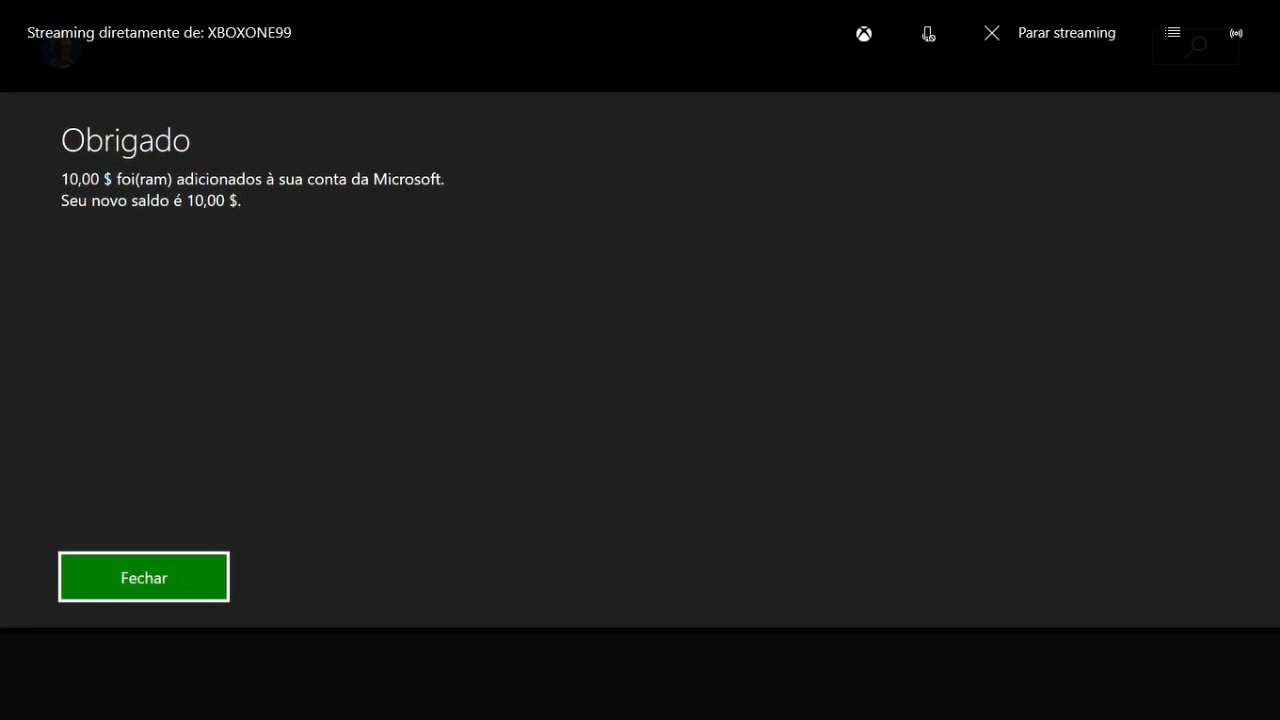 Streaming diretamente de: XBOXONE99
Parar streaming
Obrigado
10,00 $ foi(ram) adicionados à sua conta da Microsoft.
Seu novo saldo é 10,00 $.
Fechar